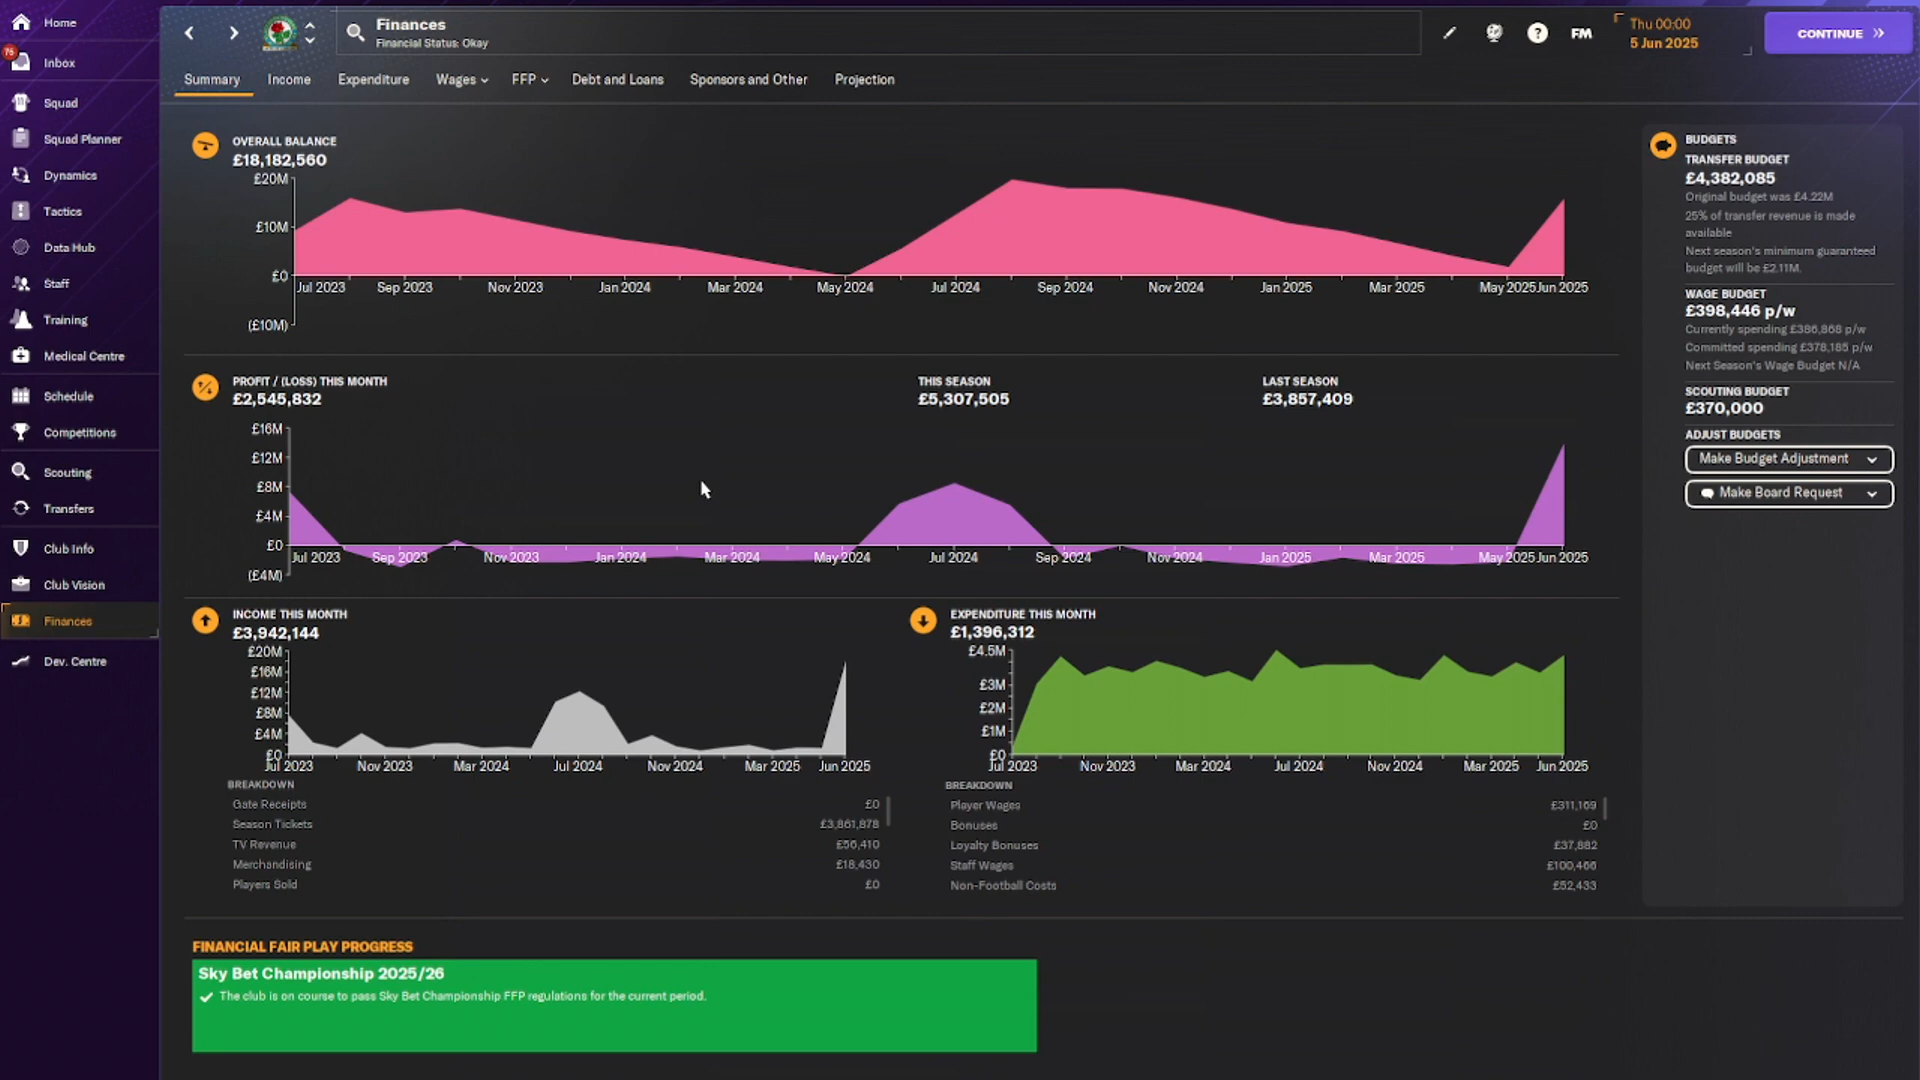 Home
76
Inbox
Squad
Squad Planner
Dynamics
Tactics
Data Hub
Staff
Training
Medical Centre
Schedule
Competitions
Scouting
Transfers
Club Info
Club Vision
Finances
Dev. Centre
Finances
Financial Status: Okay
FM
Thu 00:00
5 Jun 2025
CONTINUE
Summary
Income
Expenditure
Wages
FFP
Debt and Loans
Sponsors and Other
Projection
OVERALL BALANCE
£18,182,560
£20M
£10M
£0
(£10M)
Jul 2023 Sep 2023 Nov 2023 Jan 2024 Mar 2024 May 2024 Jul 2024 Sep 2024 Nov 2024 Jan 2025 Mar 2025 May 2025 Jun 2025
PROFIT / (LOSS) THIS MONTH
£2,545,832
THIS SEASON
£5,307,505
LAST SEASON
£3,857,409
£16M
£12M
£8M
£4M
£0
(£4M)
Jul 2023 Sep 2023 Nov 2023 Jan 2024 Mar 2024 May 2024 Jul 2024 Sep 2024 Nov 2024 Jan 2025 Mar 2025 May 2025 Jun 2025
INCOME THIS MONTH
£3,942,144
£20M
£16M
£12M
£8M
£4M
£0
Jul 2023 Nov 2023 Mar 2024 Jul 2024 Nov 2024 Mar 2025 Jun 2025
BREAKDOWN
Gate Receipts £0
Season Tickets £3,861,878
TV Revenue £56,410
Merchandising £18,430
Players Sold £0
EXPENDITURE THIS MONTH
£1,396,312
£4.5M
£3M
£2M
£1M
£0
Jul 2023 Nov 2023 Mar 2024 Jul 2024 Nov 2024 Mar 2025 Jun 2025
BREAKDOWN
Player Wages £311,169
Bonuses £0
Loyalty Bonuses £37,882
Staff Wages £100,466
Non-Football Costs £52,433
BUDGETS
TRANSFER BUDGET
£4,382,085
Original budget was £4.22M
25% of transfer revenue is made
available
Next season's minimum guaranteed
budget will be £2.11M.
WAGE BUDGET
£398,446 p/w
Currently spending £386,868 p/w
Committed spending £378,185 p/w
Next Season's Wage Budget N/A
SCOUTING BUDGET
£370,000
ADJUST BUDGETS
Make Budget Adjustment
Make Board Request
FINANCIAL FAIR PLAY PROGRESS
Sky Bet Championship 2025/26
The club is on course to pass Sky Bet Championship FFP regulations for the current period.